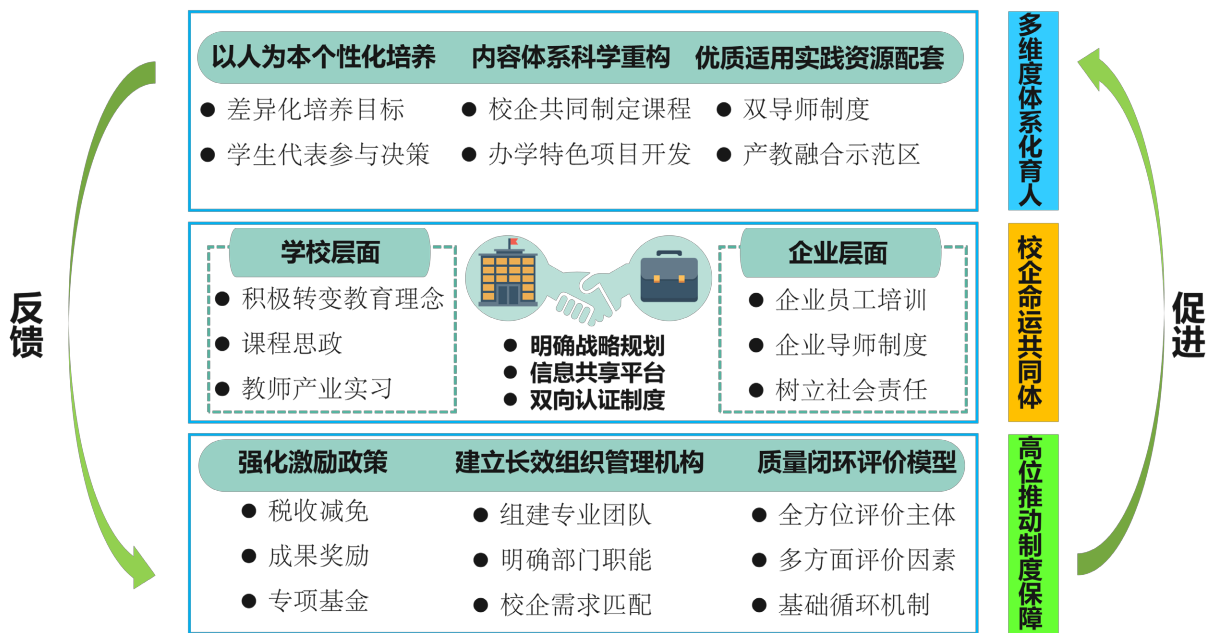 以人为本个性化培养
内容体系科学重构
优质适用实践资源配套
差异化培养目标
校企共同制定课程
双导师制度
学生代表参与决策
办学特色项目开发
产教融合示范区
多维度体系化育人
学校层面
积极转变教育理念
课程思政
教师产业实习
明确战略规划
信息共享平台
双向认证制度
企业层面
企业员工培训
企业导师制度
树立社会责任
校企命运共同体
强化激励政策
建立长效组织管理机构
质量闭环评价模型
税收减免
组建专业团队
全方位评价主体
成果奖励
明确部门职能
多方面评价因素
专项基金
校企需求匹配
基础循环机制
高位推动制度保障
反馈
促进